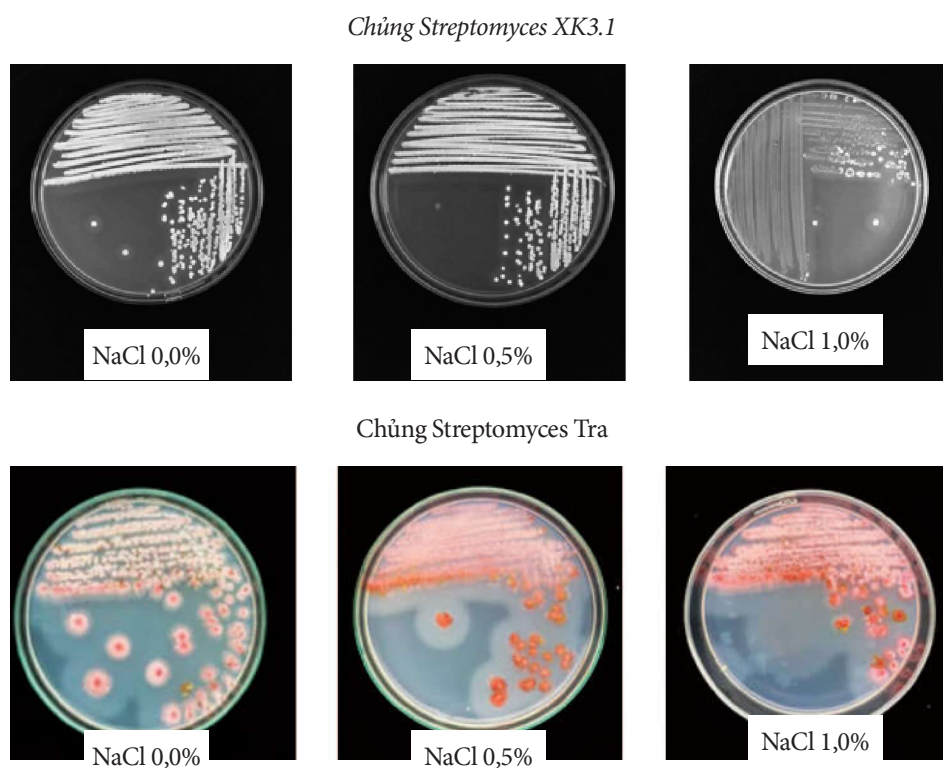 Chủng Streptomyces XK3.1
NaCl 0,0%
NaCl 0,5%
NaCl 1,0%
Chủng Streptomyces Tra
NaCl 0,0%
NaCl 0,5%
NaCl 1,0%